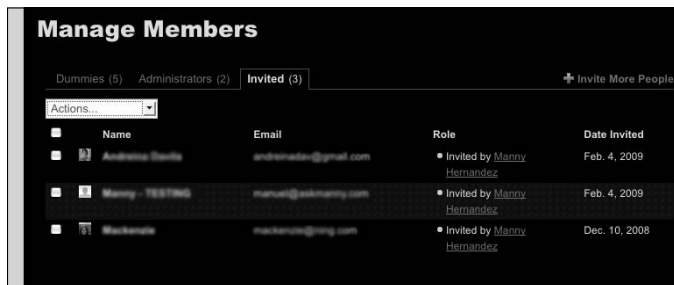 Manage Members
Dummies (5) Administrators (2) Invited (3) Invite More People
Actions...
Name Email Role Date Invited
Invited by Manny Feb. 4, 2009
Hernandez
Invited by Manny Feb. 4, 2009
Hernandez
Invited by Manny Dec. 10, 2008
Hernandez